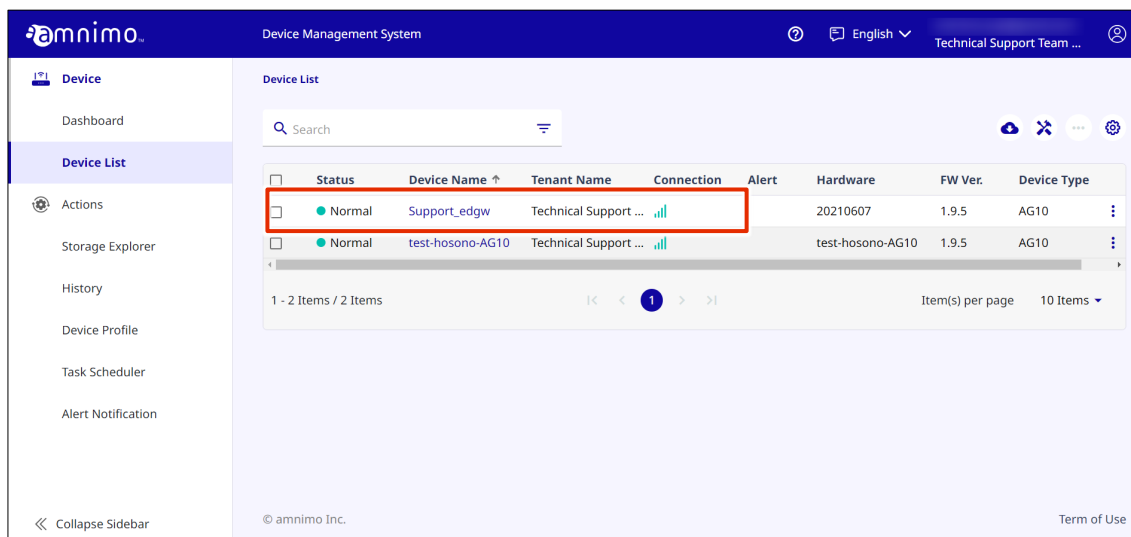 amnimo™
Device Management System
English
Technical Support Team ...
Device
Dashboard
Device List
Actions
Storage Explorer
History
Device Profile
Task Scheduler
Alert Notification
Collapse Sidebar
Device List
Search
Status Device Name ↑ Tenant Name Connection Alert Hardware FW Ver. Device Type
Normal Support_edgw Technical Support ... 20210607 1.9.5 AG10
Normal test-hosono-AG10 Technical Support ... test-hosono-AG10 1.9.5 AG10
1 - 2 Items / 2 Items 1 Item(s) per page 10 Items
© amnimo Inc. Term of Use